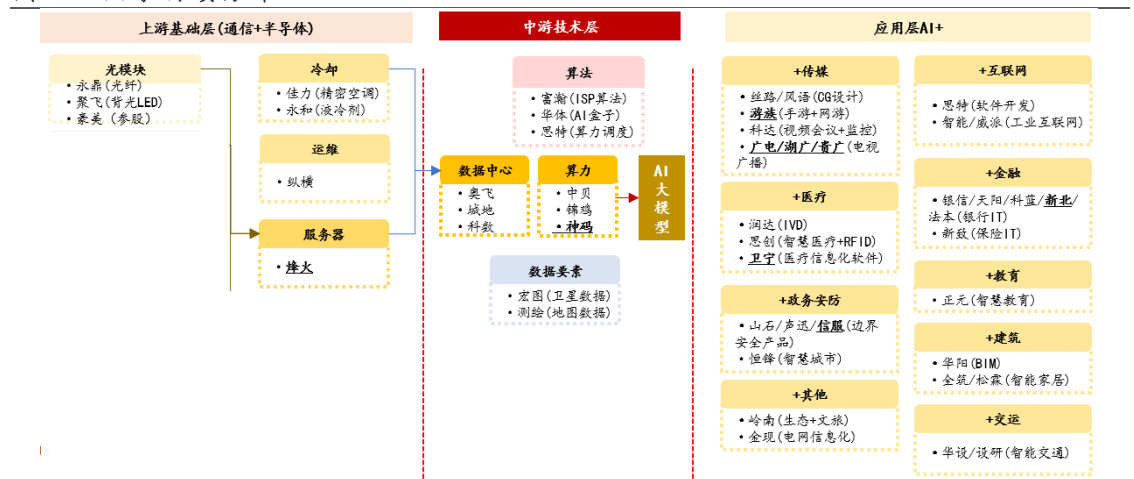 上游基础层(通信+半导体)
光模块
• 永鼎(光纤)
• 聚飞(背光LED)
• 豪美 (参股)
冷却
• 佳力(精密空调)
• 永和(液冷剂)
运维
• 纵横
服务器
• 烽火
中游技术层
算法
• 富瀚(ISP算法)
• 华体(AI盒子)
• 思特(算力调度)
数据中心
• 奥飞
• 城地
• 科数
算力
• 中贝
• 锦鸡
• 神码
AI
大
模
型
数据要素
• 宏图(卫星数据)
• 测绘(地图数据)
应用层AI+
+传媒
• 丝路/风语(CG设计)
• 游族(手游+网游)
• 科达(视频会议+监控)
• 广电/湖广/贵广(电视
广播)
+医疗
• 润达(IVD)
• 思创(智慧医疗+RFID)
• 卫宁(医疗信息化软件)
+政务安防
• 山石/声迅/信服(边界
安全产品)
• 恒锋(智慧城市)
+其他
• 岭南(生态+文旅)
• 金现(电网信息化)
+互联网
• 思特(软件开发)
• 智能/威派(工业互联网)
+金融
• 银信/天阳/科蓝/新北/
法本(银行IT)
• 新致(保险IT)
+教育
• 正元(智慧教育)
+建筑
• 华阳(BIM)
• 全筑/松霖(智能家居)
+交运
• 华设/设研(智能交通)